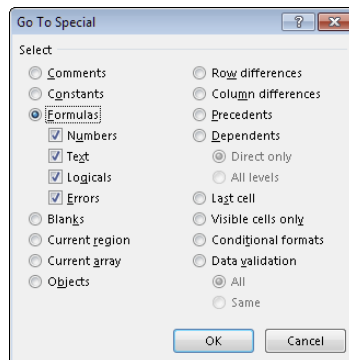 Go To Special
Select
Comments
Constants
Formulas
Numbers
Text
Logicals
Errors
Blanks
Current region
Current array
Objects
Row differences
Column differences
Precedents
Dependents
Direct only
All levels
Last cell
Visible cells only
Conditional formats
Data validation
All
Same
OK
Cancel